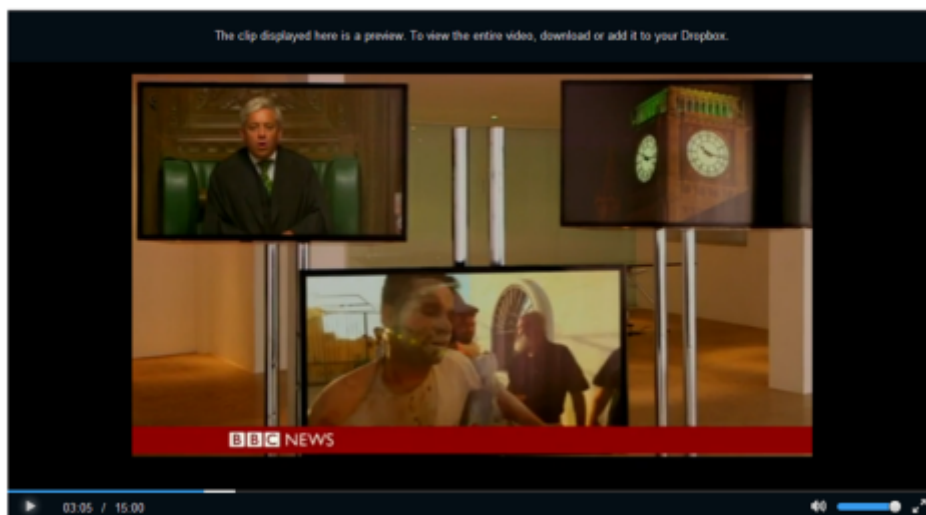 The clip displayed here is a preview. To view the entire video, download or add it to your Dropbox.
BBC NEWS
03:05 / 15:00